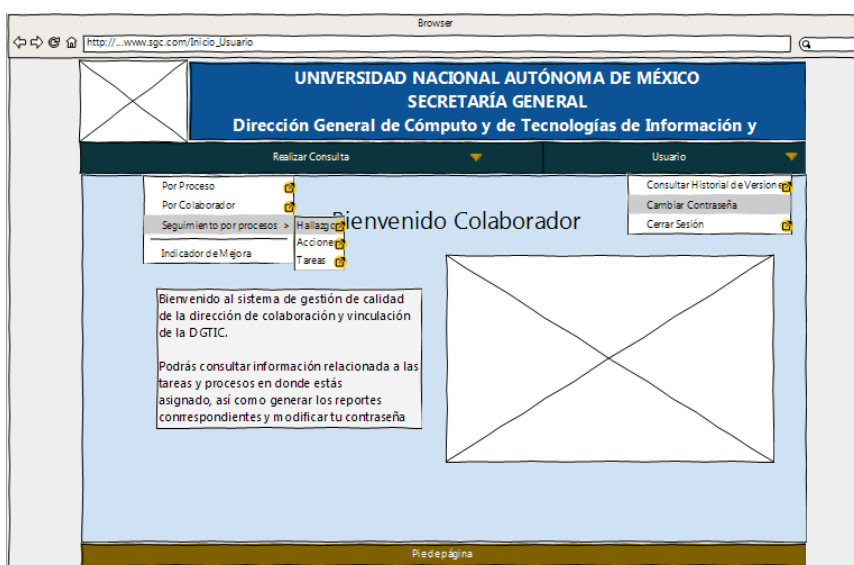 Browser
http://...www.sgc.com/Inicio_Usuario
UNIVERSIDAD NACIONAL AUTÓNOMA DE MÉXICO
SECRETARÍA GENERAL
Dirección General de Cómputo y de Tecnologías de Información y
Realizar Consulta
Usuario
Por Proceso
Por Colaborador
Seguimiento por procesos >
Indicador de Mejora
Hallazgo
Accione
Tareas
Consultar Historial de Versione
Cambiar Contraseña
Cerrar Sesión
Bienvenido Colaborador
Bienvenido al sistema de gestión de calidad
de la dirección de colaboración y vinculación
de la DGTIC.
Podrás consultar información relacionada a las
tareas y procesos en donde estás
asignado, así como generar los reportes
conrrespondientes y modificar tu contraseña
Pie de página